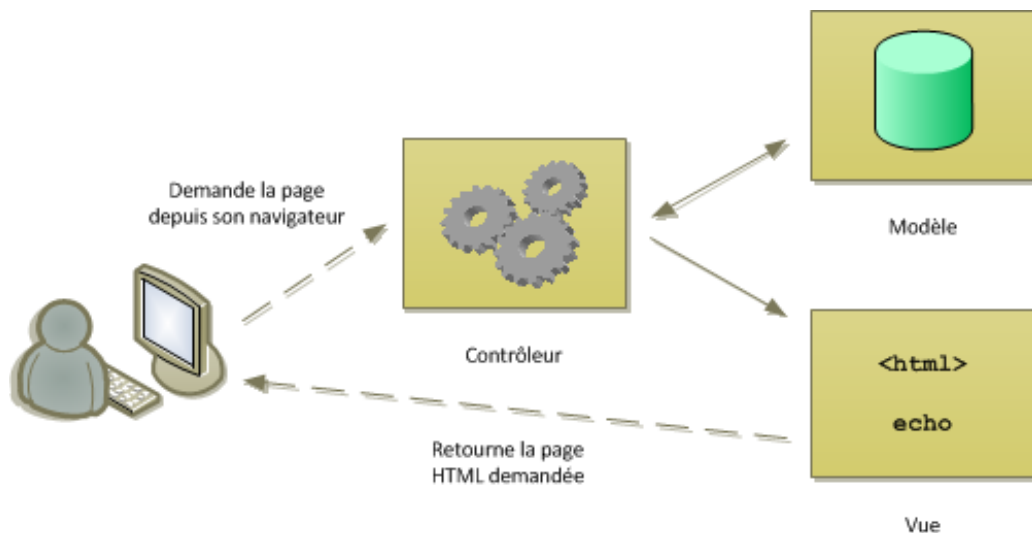 Demande la page
depuis son navigateur
Contrôleur
Modèle
<html>
echo
Vue
Retourne la page
HTML demandée